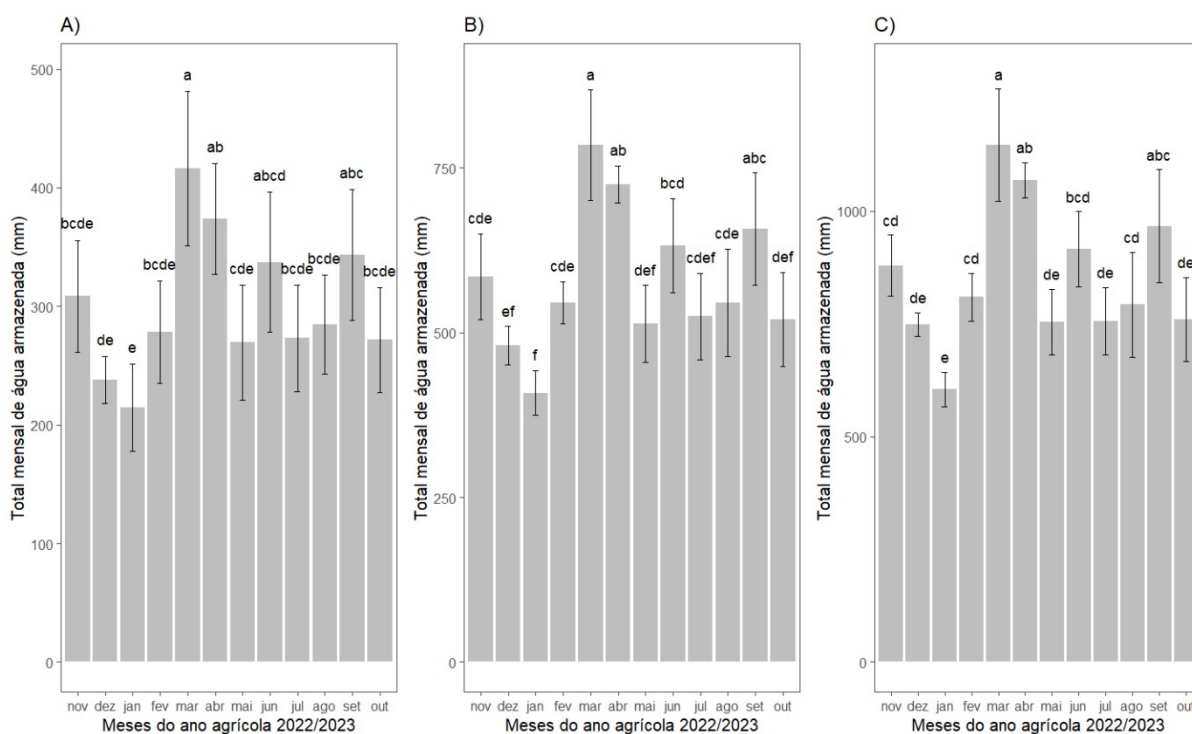 A)
Total mensal de água armazenada (mm)
500
400
300
200
100
0
bcde
de
e
bcde
a
ab
cde
abcd
bcde
bcde
abc
bcde
nov dez jan fev mar abr mai jun jul ago set out
Meses do ano agrícola 2022/2023
B)
Total mensal de água armazenada (mm)
750
500
250
0
cde
ef
f
cde
a
ab
def
bcd
cdef
cde
abc
def
nov dez jan fev mar abr mai jun jul ago set out
Meses do ano agrícola 2022/2023
C)
Total mensal de água armazenada (mm)
1000
500
0
cd
de
e
cd
a
ab
de
bcd
de
cd
abc
de
nov dez jan fev mar abr mai jun jul ago set out
Meses do ano agrícola 2022/2023